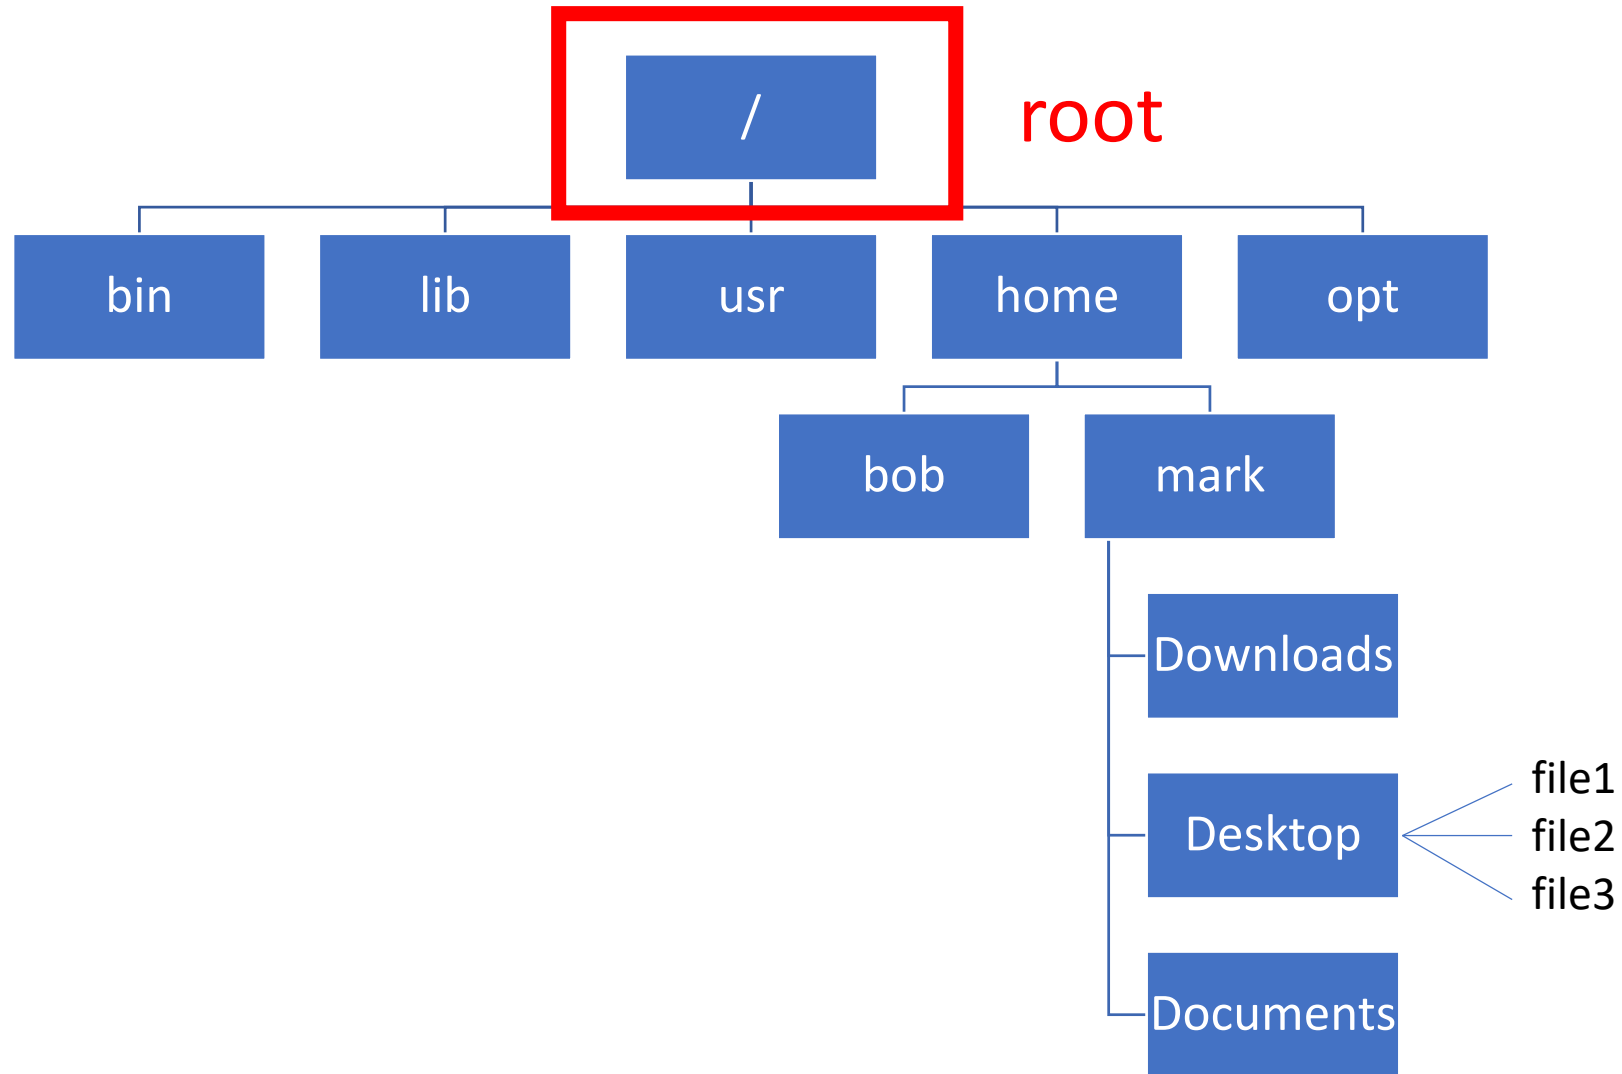 /
root
bin
lib
usr
home
opt
bob
mark
Downloads
Desktop
file1
file2
file3
Documents